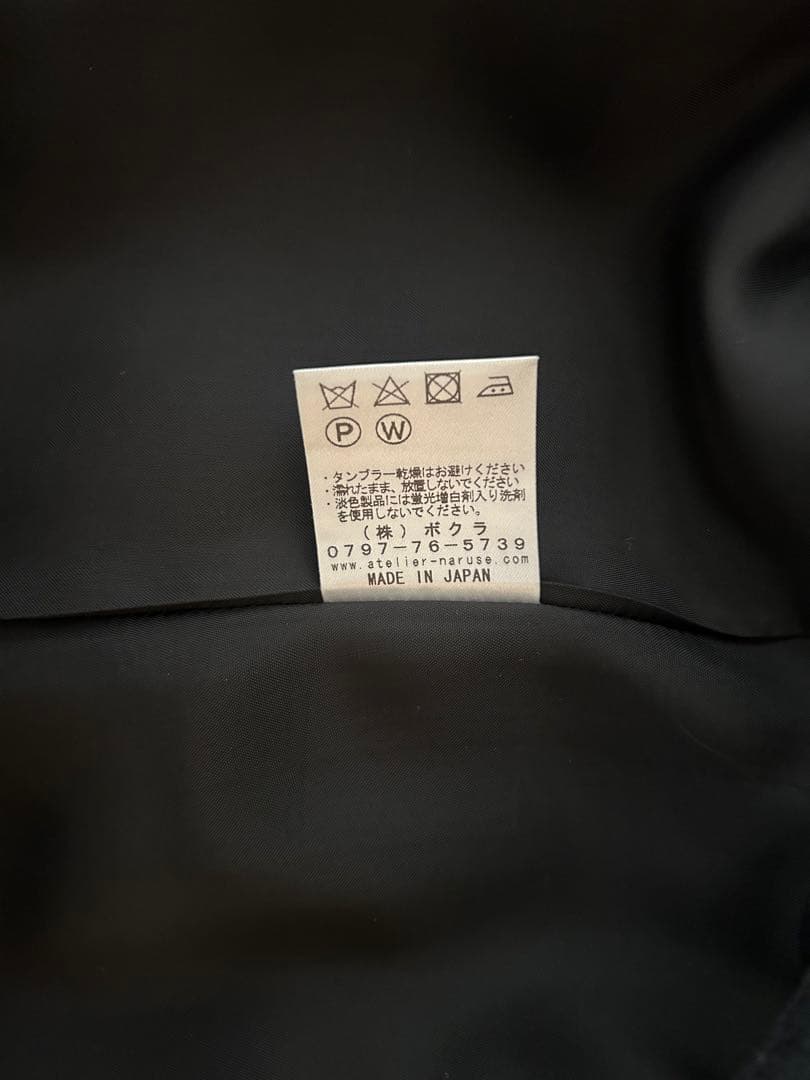 P W
・タンブラー乾燥はお避けください
・濡れたまま、放置しないでください
・淡色製品には蛍光増白剤入り洗剤
を使用しないでください。
(株)ボクラ
0797-76-5739
www.atelier-naruse.com
MADE IN JAPAN